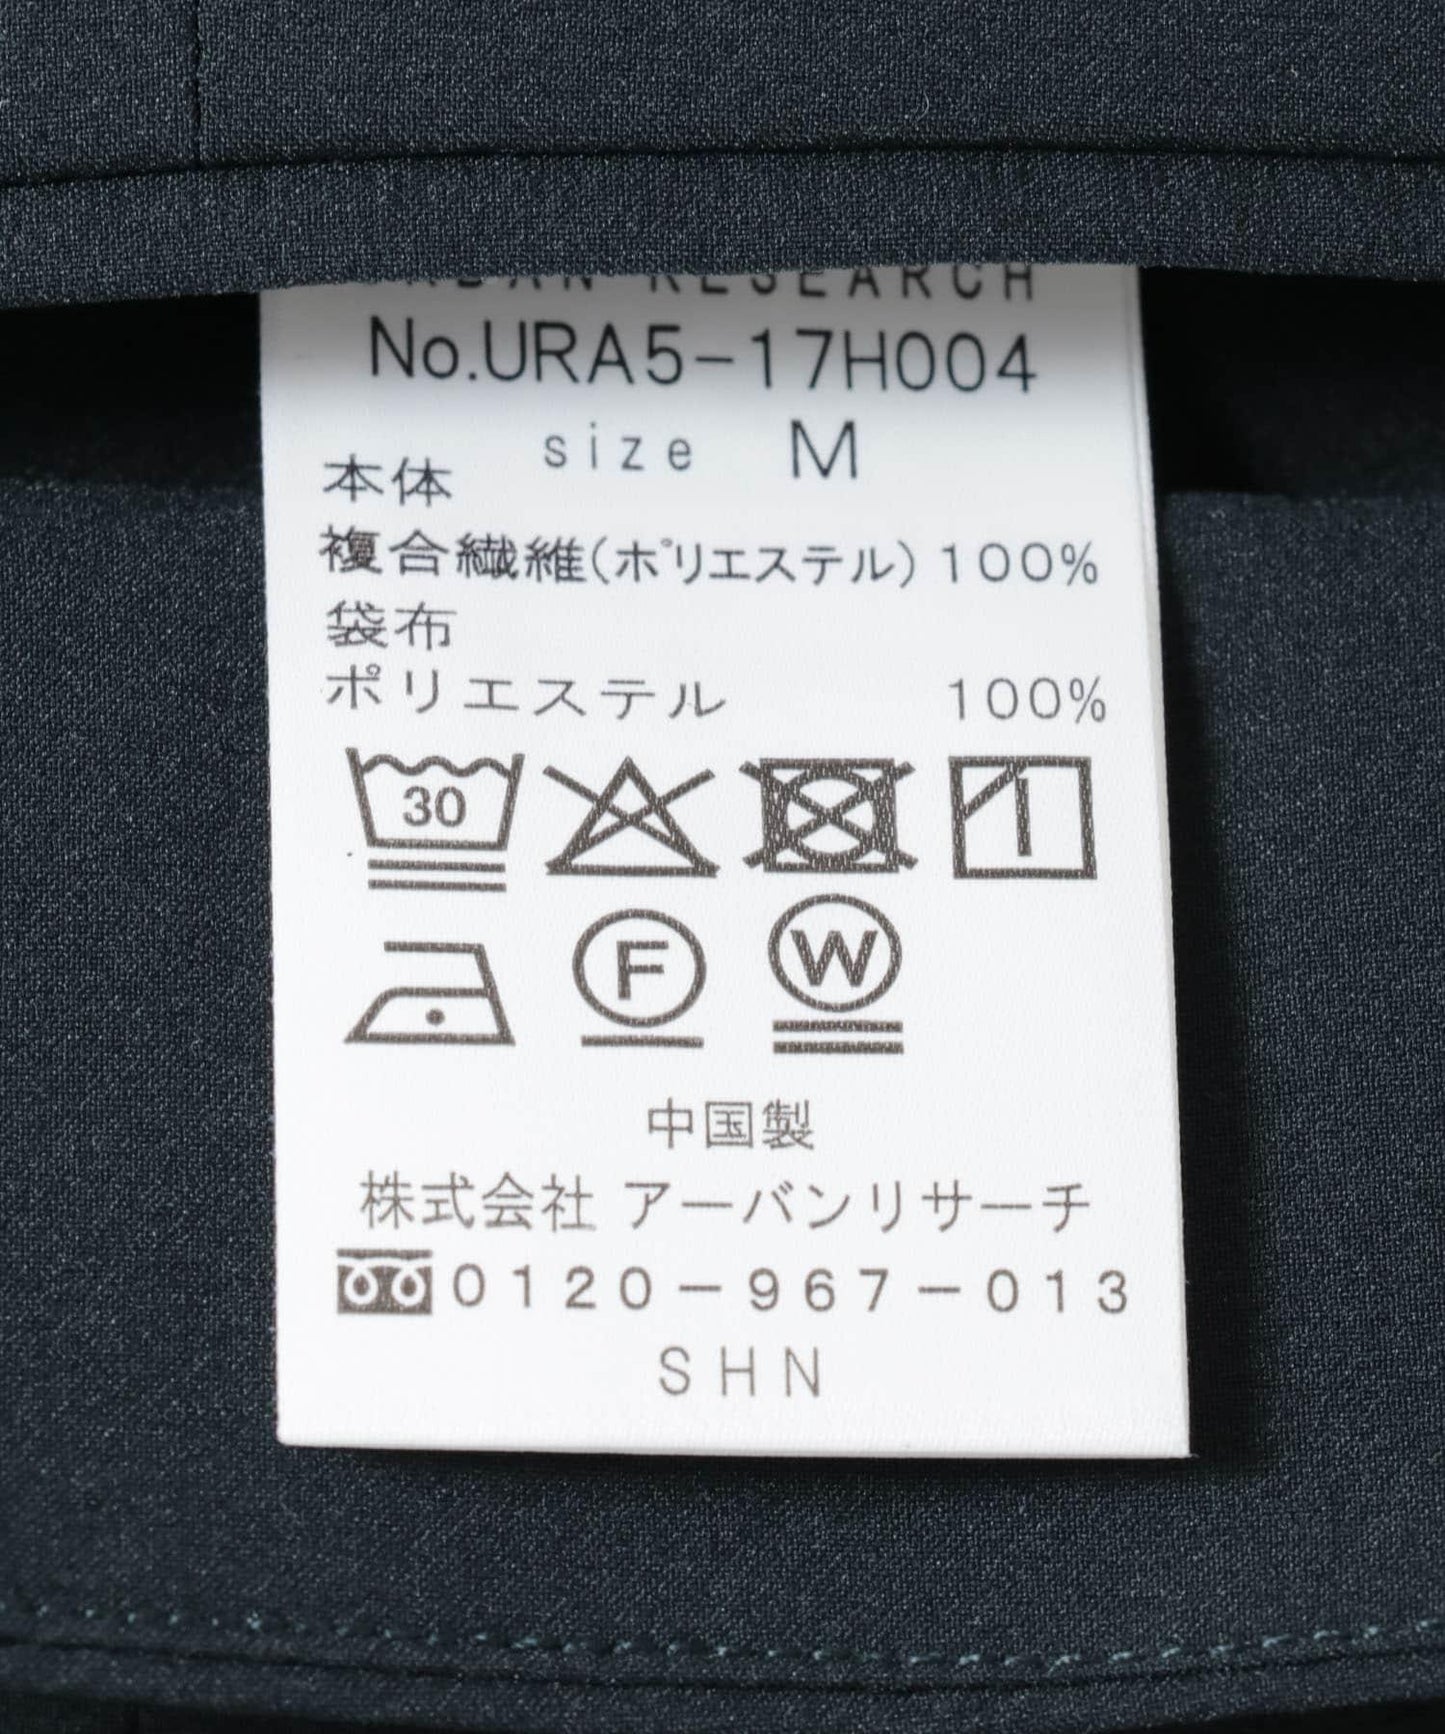 URBAN RESEARCH
No.URA5-17H004
size M
本体
複合繊維(ポリエステル) 100%
袋布
ポリエステル 100%
30
F
W
中国製
株式会社 アーバンリサーチ
0120-967-013
SHN